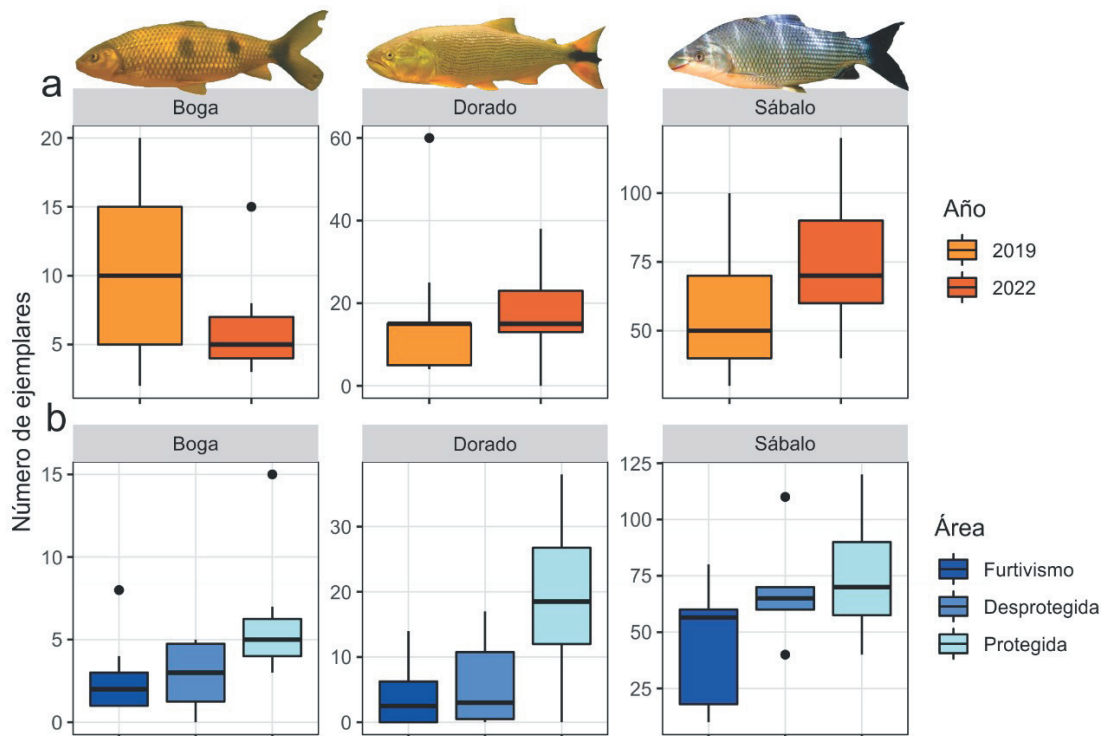 a
Boga
Dorado
Sábalo
20
15
10
5
60
40
20
0
100
75
50
Año
2019
2022
Número de ejemplares
b
Boga
Dorado
Sábalo
15
10
5
0
30
20
10
0
125
100
75
50
25
Área
Furtivismo
Desprotegida
Protegida